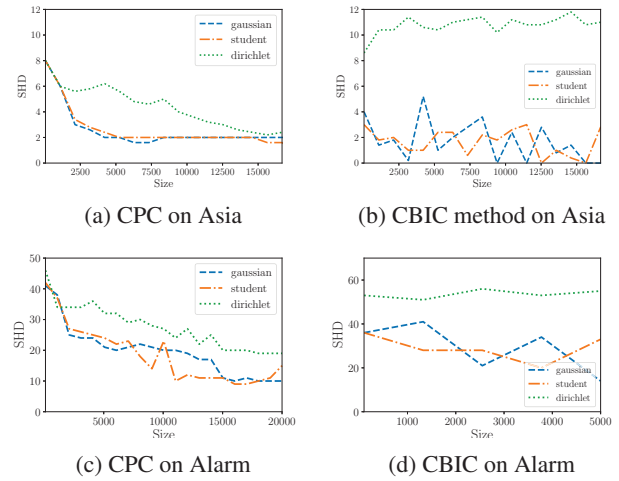 12
10
8
6
4
2
0
SHD
gaussian
student
dirichlet
2500 5000 7500 10000 12500 15000
Size
(a) CPC on Asia
12
10
8
6
4
2
0
SHD
gaussian
student
dirichlet
2500 5000 7500 10000 12500 15000
Size
(b) CBIC method on Asia
50
40
30
20
10
0
SHD
gaussian
student
dirichlet
5000 10000 15000 20000
Size
(c) CPC on Alarm
60
40
20
0
SHD
gaussian
student
dirichlet
1000 2000 3000 4000 5000
Size
(d) CBIC on Alarm